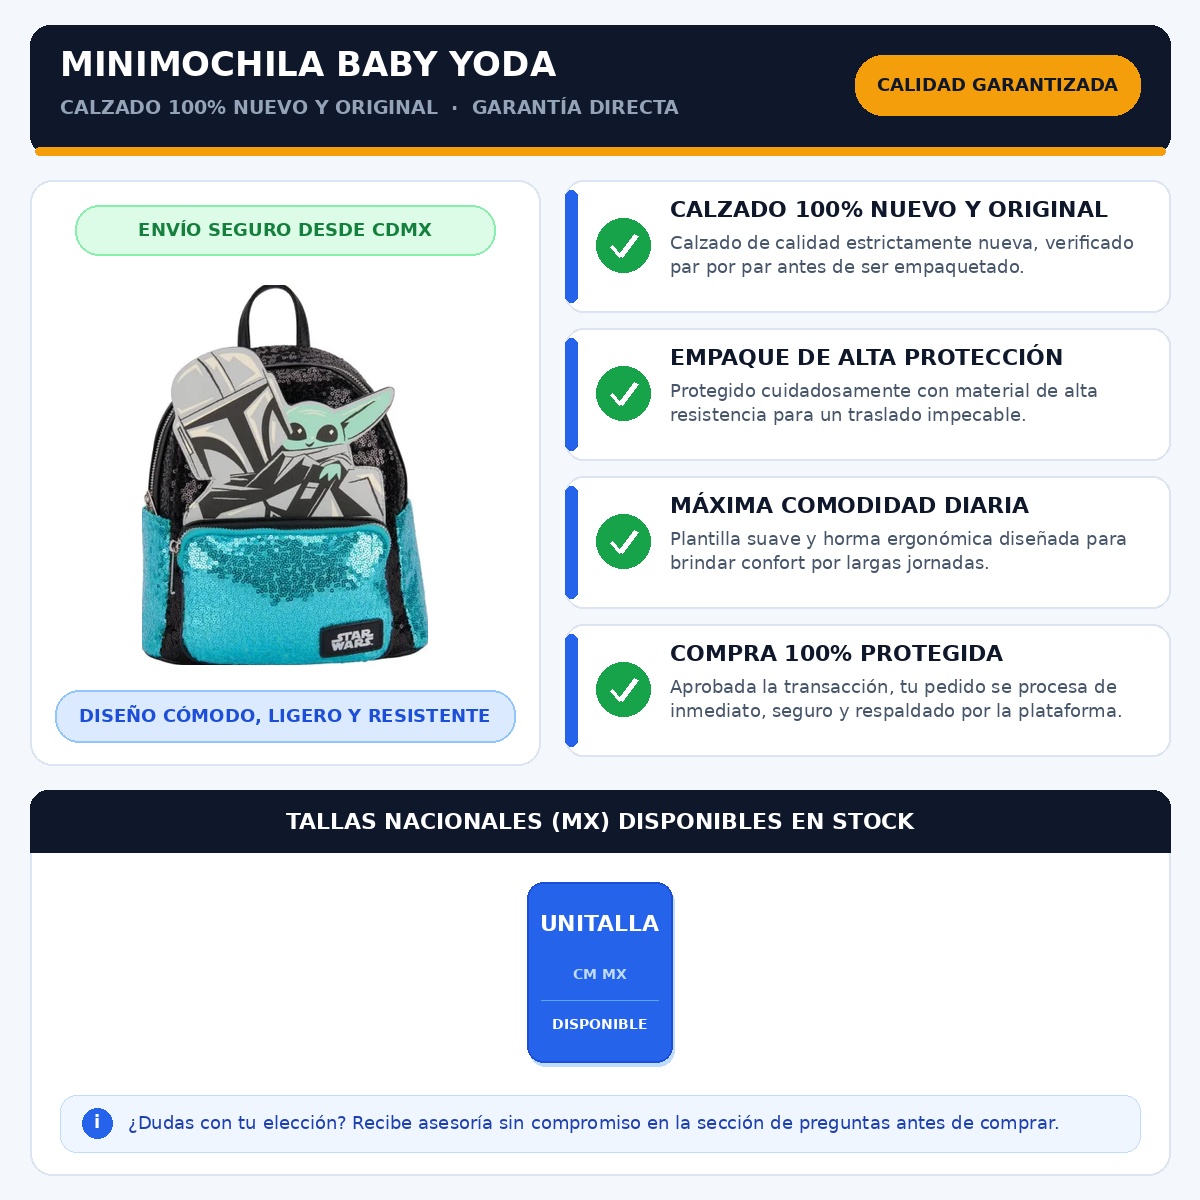 MINIMOCHILA BABY YODA
CALZADO 100% NUEVO Y ORIGINAL · GARANTÍA DIRECTA
CALIDAD GARANTIZADA
ENVÍO SEGURO DESDE CDMX
STAR
WARS
DISEÑO CÓMODO, LIGERO Y RESISTENTE
CALZADO 100% NUEVO Y ORIGINAL
Calzado de calidad estrictamente nueva, verificado
par por par antes de ser empaquetado.
EMPAQUE DE ALTA PROTECCIÓN
Protegido cuidadosamente con material de alta
resistencia para un traslado impecable.
MÁXIMA COMODIDAD DIARIA
Plantilla suave y horma ergonómica diseñada para
brindar confort por largas jornadas.
COMPRA 100% PROTEGIDA
Aprobada la transacción, tu pedido se procesa de
inmediato, seguro y respaldado por la plataforma.
TALLAS NACIONALES (MX) DISPONIBLES EN STOCK
UNITALLA
CM MX
DISPONIBLE
i ¿Dudas con tu elección? Recibe asesoría sin compromiso en la sección de preguntas antes de comprar.